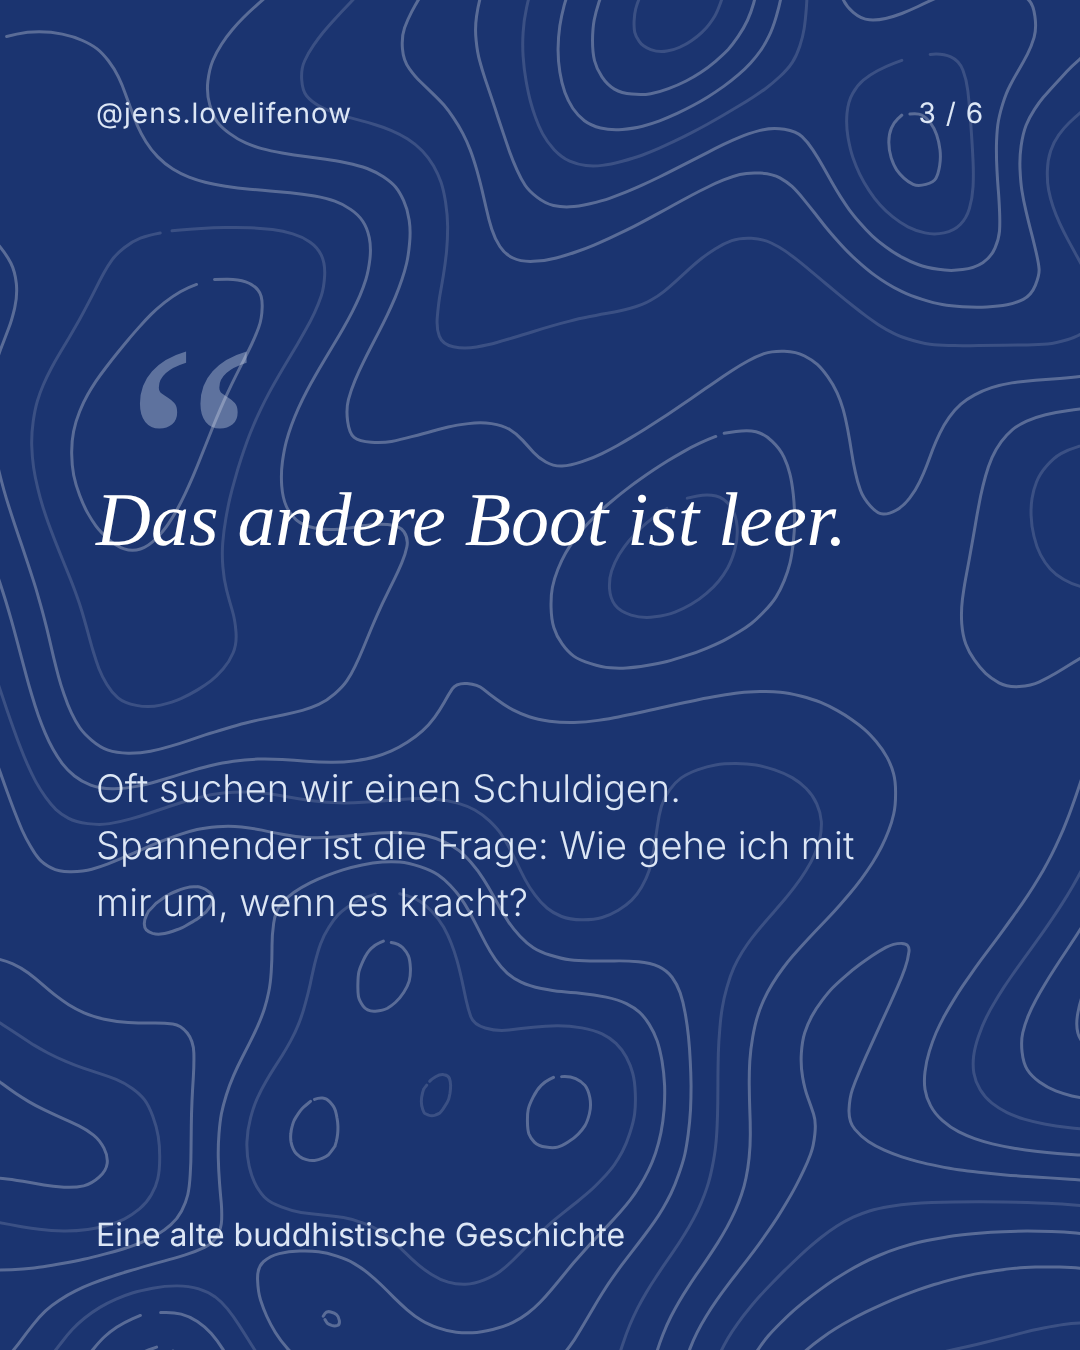 @jens.lovelifenow
3 / 6
“
Das andere Boot ist leer.
Oft suchen wir einen Schuldigen.
Spannender ist die Frage: Wie gehe ich mit
mir um, wenn es kracht?
Eine alte buddhistische Geschichte